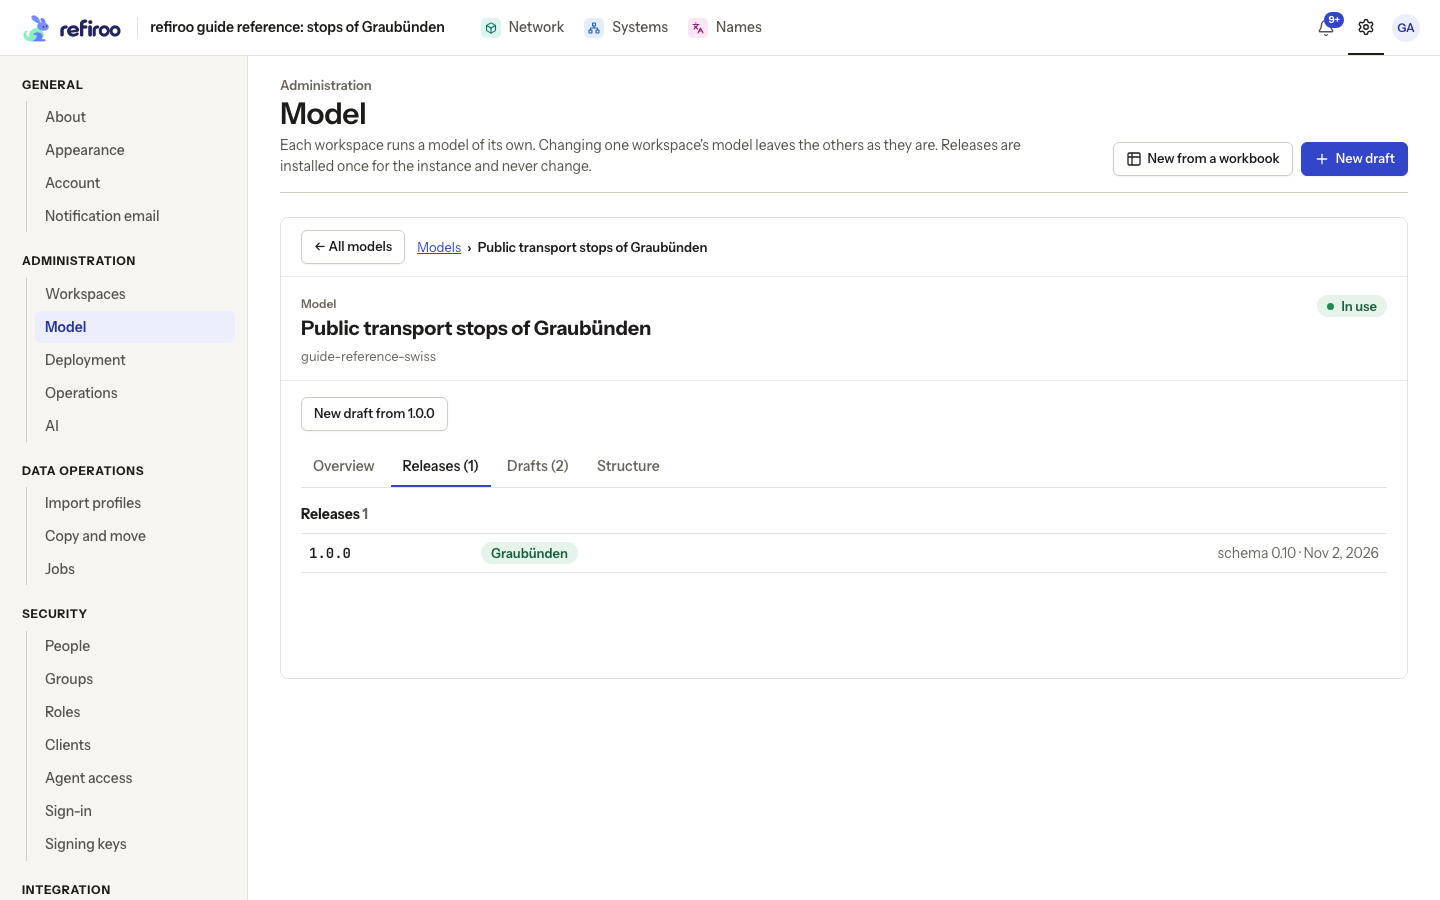 refiroo
refiroo guide reference: stops of Graubünden
Network
Systems
Names
9+
GA
GENERAL
About
Appearance
Account
Notification email
ADMINISTRATION
Workspaces
Model
Deployment
Operations
AI
DATA OPERATIONS
Import profiles
Copy and move
Jobs
SECURITY
People
Groups
Roles
Clients
Agent access
Sign-in
Signing keys
INTEGRATION
Administration
Model
Each workspace runs a model of its own. Changing one workspace's model leaves the others as they are. Releases are
installed once for the instance and never change.
New from a workbook
+ New draft
← All models
Models › Public transport stops of Graubünden
Model
Public transport stops of Graubünden
guide-reference-swiss
In use
New draft from 1.0.0
Overview
Releases (1)
Drafts (2)
Structure
Releases 1
1.0.0
Graubünden
schema 0.10 · Nov 2, 2026